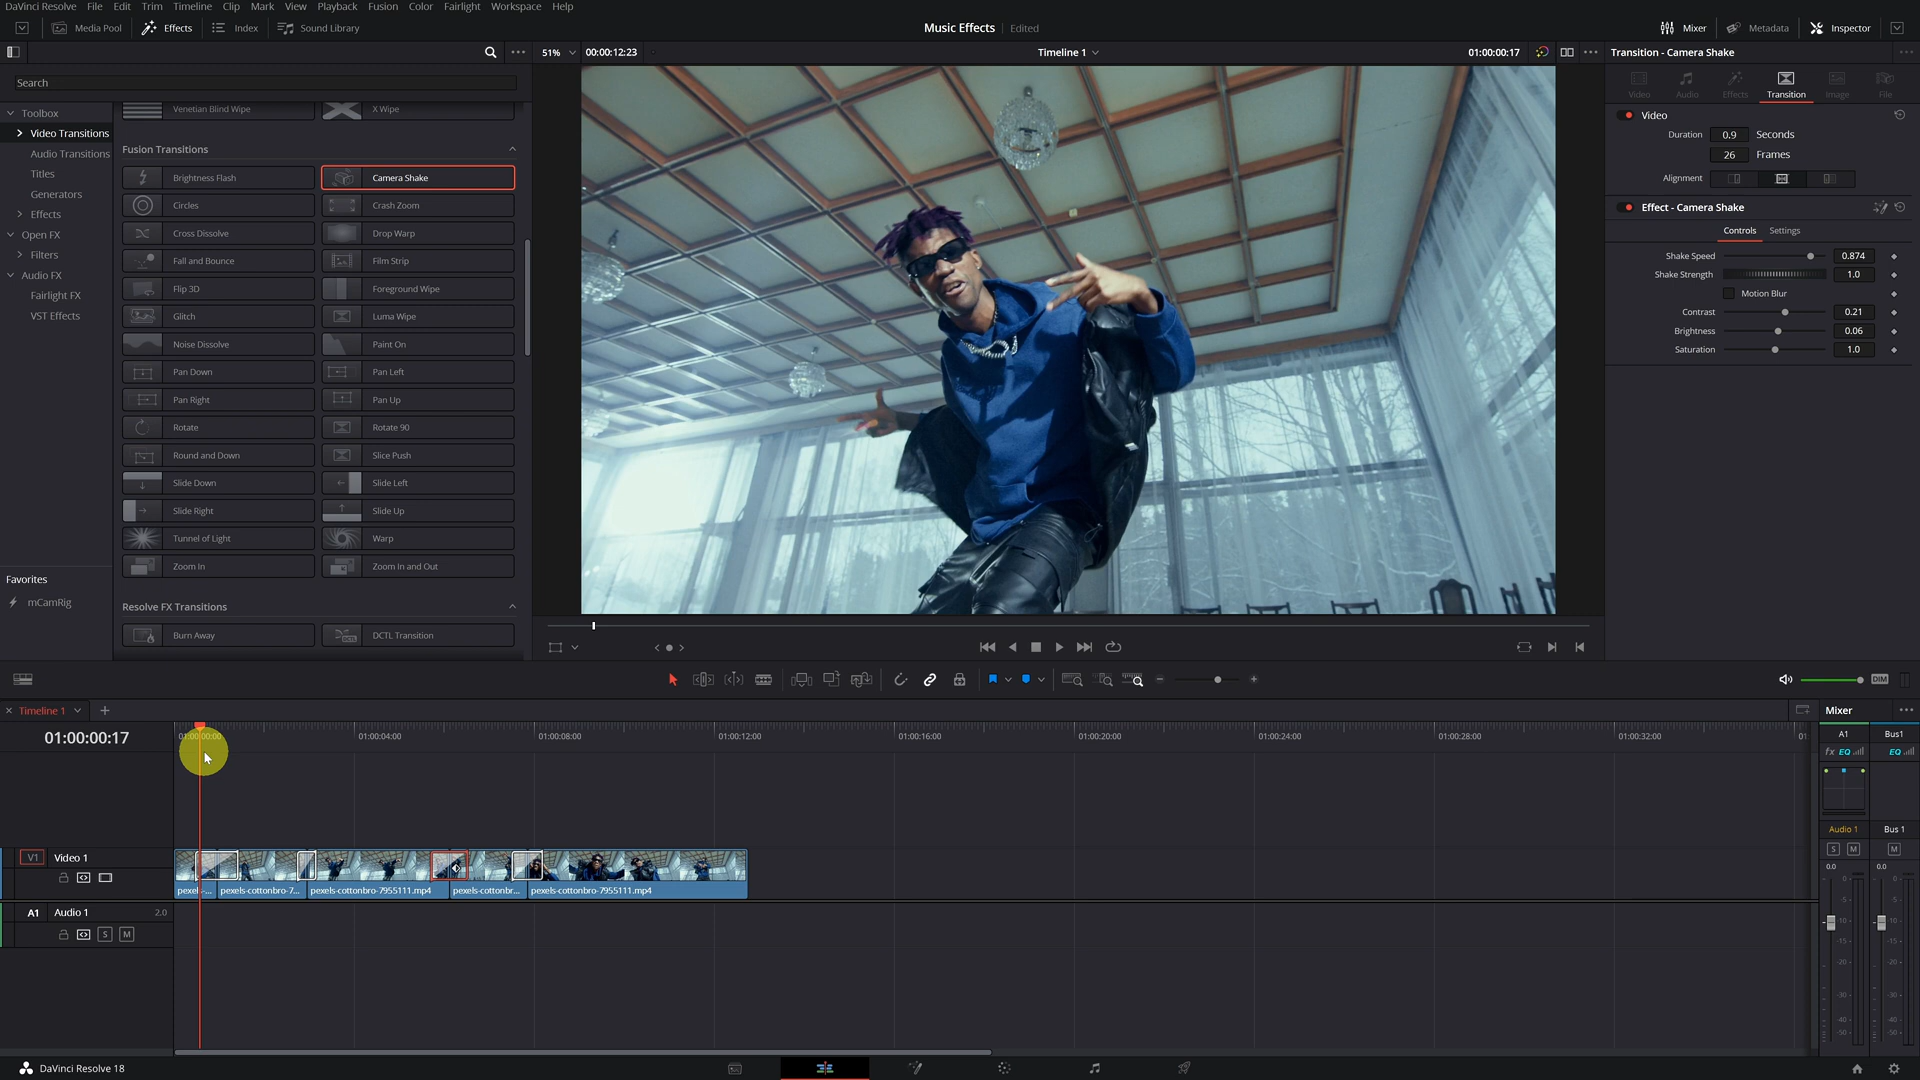 DaVinci Resolve File Edit Trim Timeline Clip Mark View Playback Fusion Color Fairlight Workspace Help
Media Pool Effects Index Sound Library Music Effects Edited Mixer Metadata Inspector
51% 00:00:12:23 Timeline 1 01:00:00:17 Transition - Camera Shake
Search
Video Audio Effects Transition Image File
Toolbox
Video Transitions
Audio Transitions
Titles
Generators
Effects
Open FX
Filters
Audio FX
Fairlight FX
VST Effects
Favorites
mCamRig
Venetian Blind Wipe X Wipe
Fusion Transitions
Brightness Flash Camera Shake
Circles Crash Zoom
Cross Dissolve Drop Warp
Fall and Bounce Film Strip
Flip 3D Foreground Wipe
Glitch Luma Wipe
Noise Dissolve Paint On
Pan Down Pan Left
Pan Right Pan Up
Rotate Rotate 90
Round and Down Slice Push
Slide Down Slide Left
Slide Right Slide Up
Tunnel of Light Warp
Zoom In Zoom In and Out
Resolve FX Transitions
Burn Away DCTL Transition
Video
Duration 0.9 Seconds
26 Frames
Alignment
Effect - Camera Shake
Controls Settings
Shake Speed 0.874
Shake Strength 1.0
Motion Blur
Contrast 0.21
Brightness 0.06
Saturation 1.0
DIM
Timeline 1
01:00:00:17
01:00:00:00 01:00:04:00 01:00:08:00 01:00:12:00 01:00:16:00 01:00:20:00 01:00:24:00 01:00:28:00 01:00:32:00
V1 Video 1
pexels-... pexels-cottonbro-7... pexels-cottonbro-7955111.mp4 pexels-cottonbr... pexels-cottonbro-7955111.mp4
A1 Audio 1 2.0
S M
Mixer
A1 Bus1
fx EQ EQ
Audio 1 Bus 1
S M M
0.0 0.0
DaVinci Resolve 18